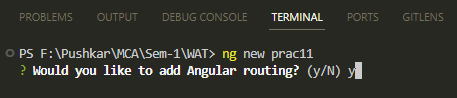 PROBLEMS OUTPUT DEBUG CONSOLE TERMINAL PORTS GITLENS
PS F:\Pushkar\MCA\Sem-1\WAT> ng new prac11
? Would you like to add Angular routing? (y/N) y